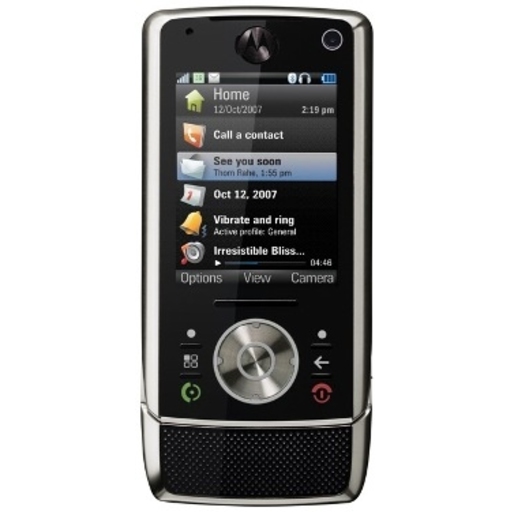 Home
12/Oct/2007 2:19 pm
Call a contact
See you soon
Thom Rahe, 1:55 pm
Oct 12, 2007
Vibrate and ring
Active profile: General
Irresistible Bliss...
04:46
Options View Camera